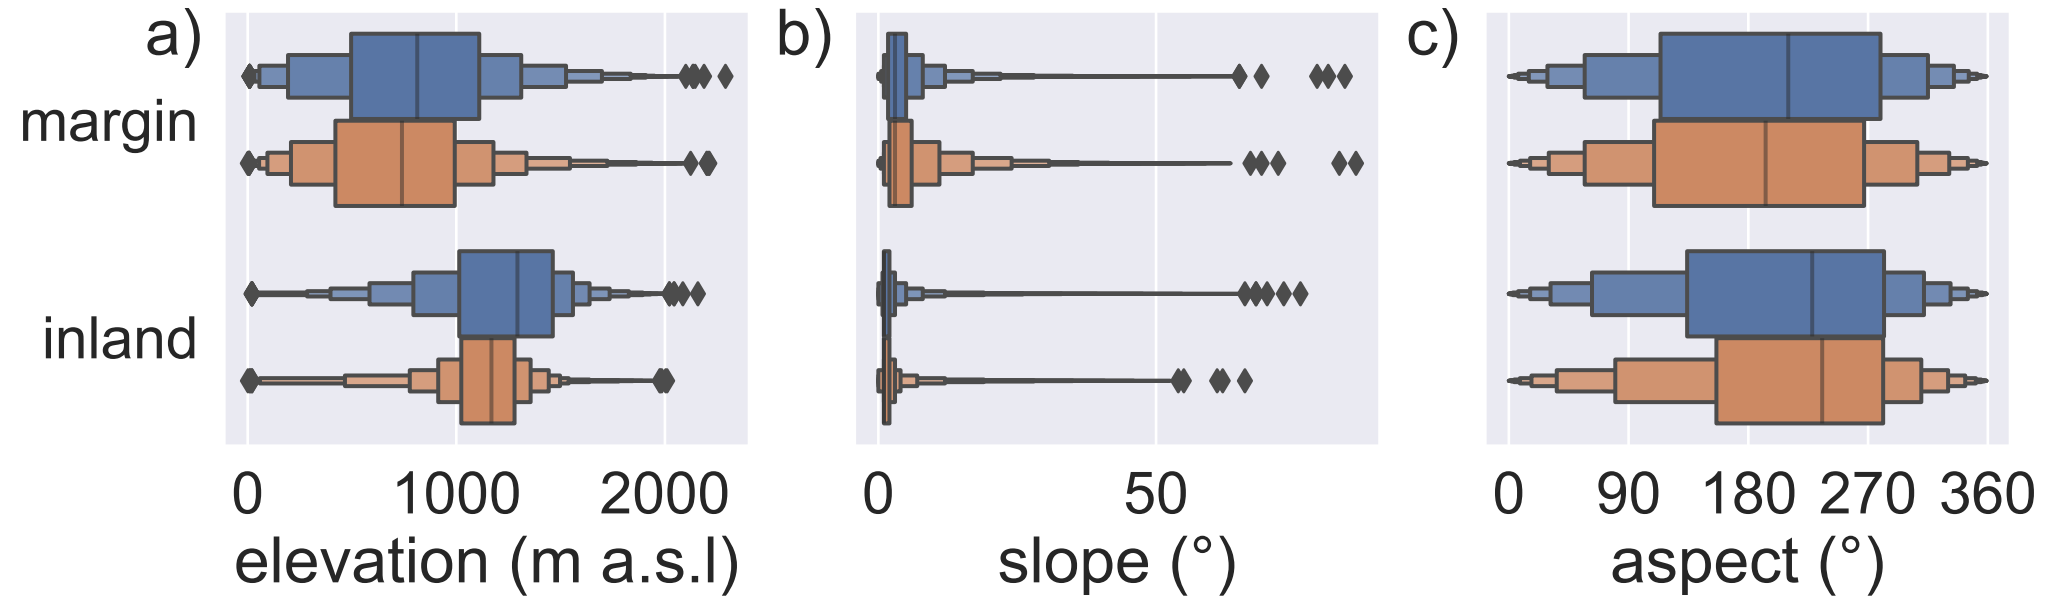 a)
b)
c)
margin
inland
0 1000 2000
0 50
0 90 180 270 360
elevation (m a.s.l)
slope (°)
aspect (°)